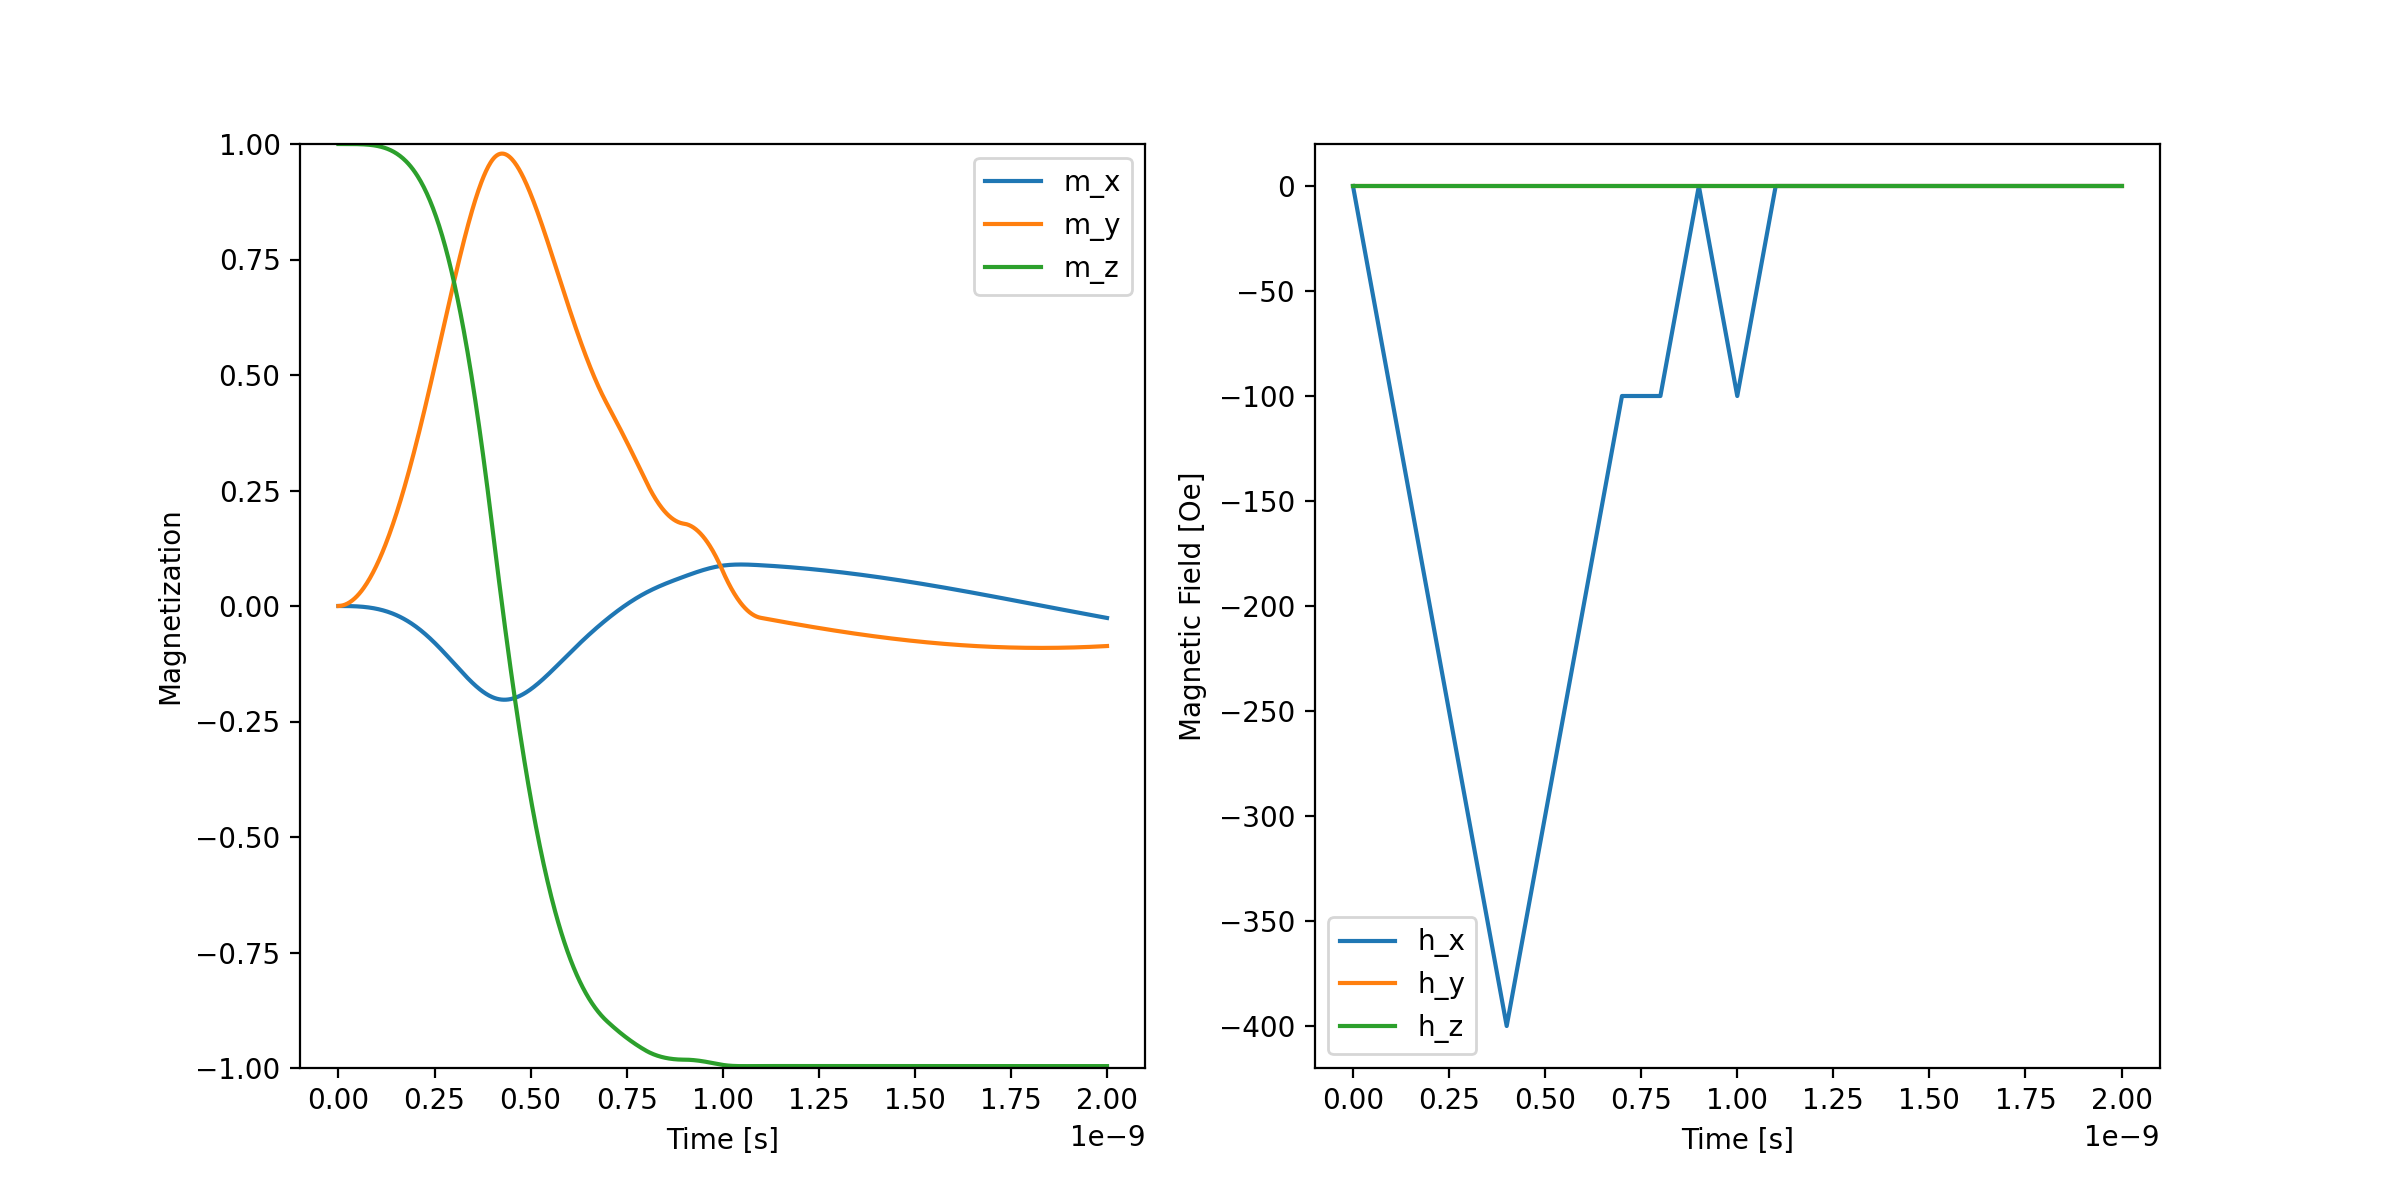 Magnetization
1.00
0.75
0.50
0.25
0.00
−0.25
−0.50
−0.75
−1.00
m_x
m_y
m_z
0.00 0.25 0.50 0.75 1.00 1.25 1.50 1.75 2.00
Time [s]
1e−9
Magnetic Field [Oe]
0
−50
−100
−150
−200
−250
−300
−350
−400
h_x
h_y
h_z
0.00 0.25 0.50 0.75 1.00 1.25 1.50 1.75 2.00
Time [s]
1e−9